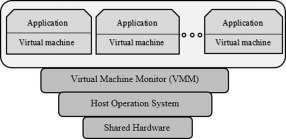 Application
Virtual machine
Application
Virtual machine
Application
Virtual machine
Virtual Machine Monitor (VMM)
Host Operation System
Shared Hardware